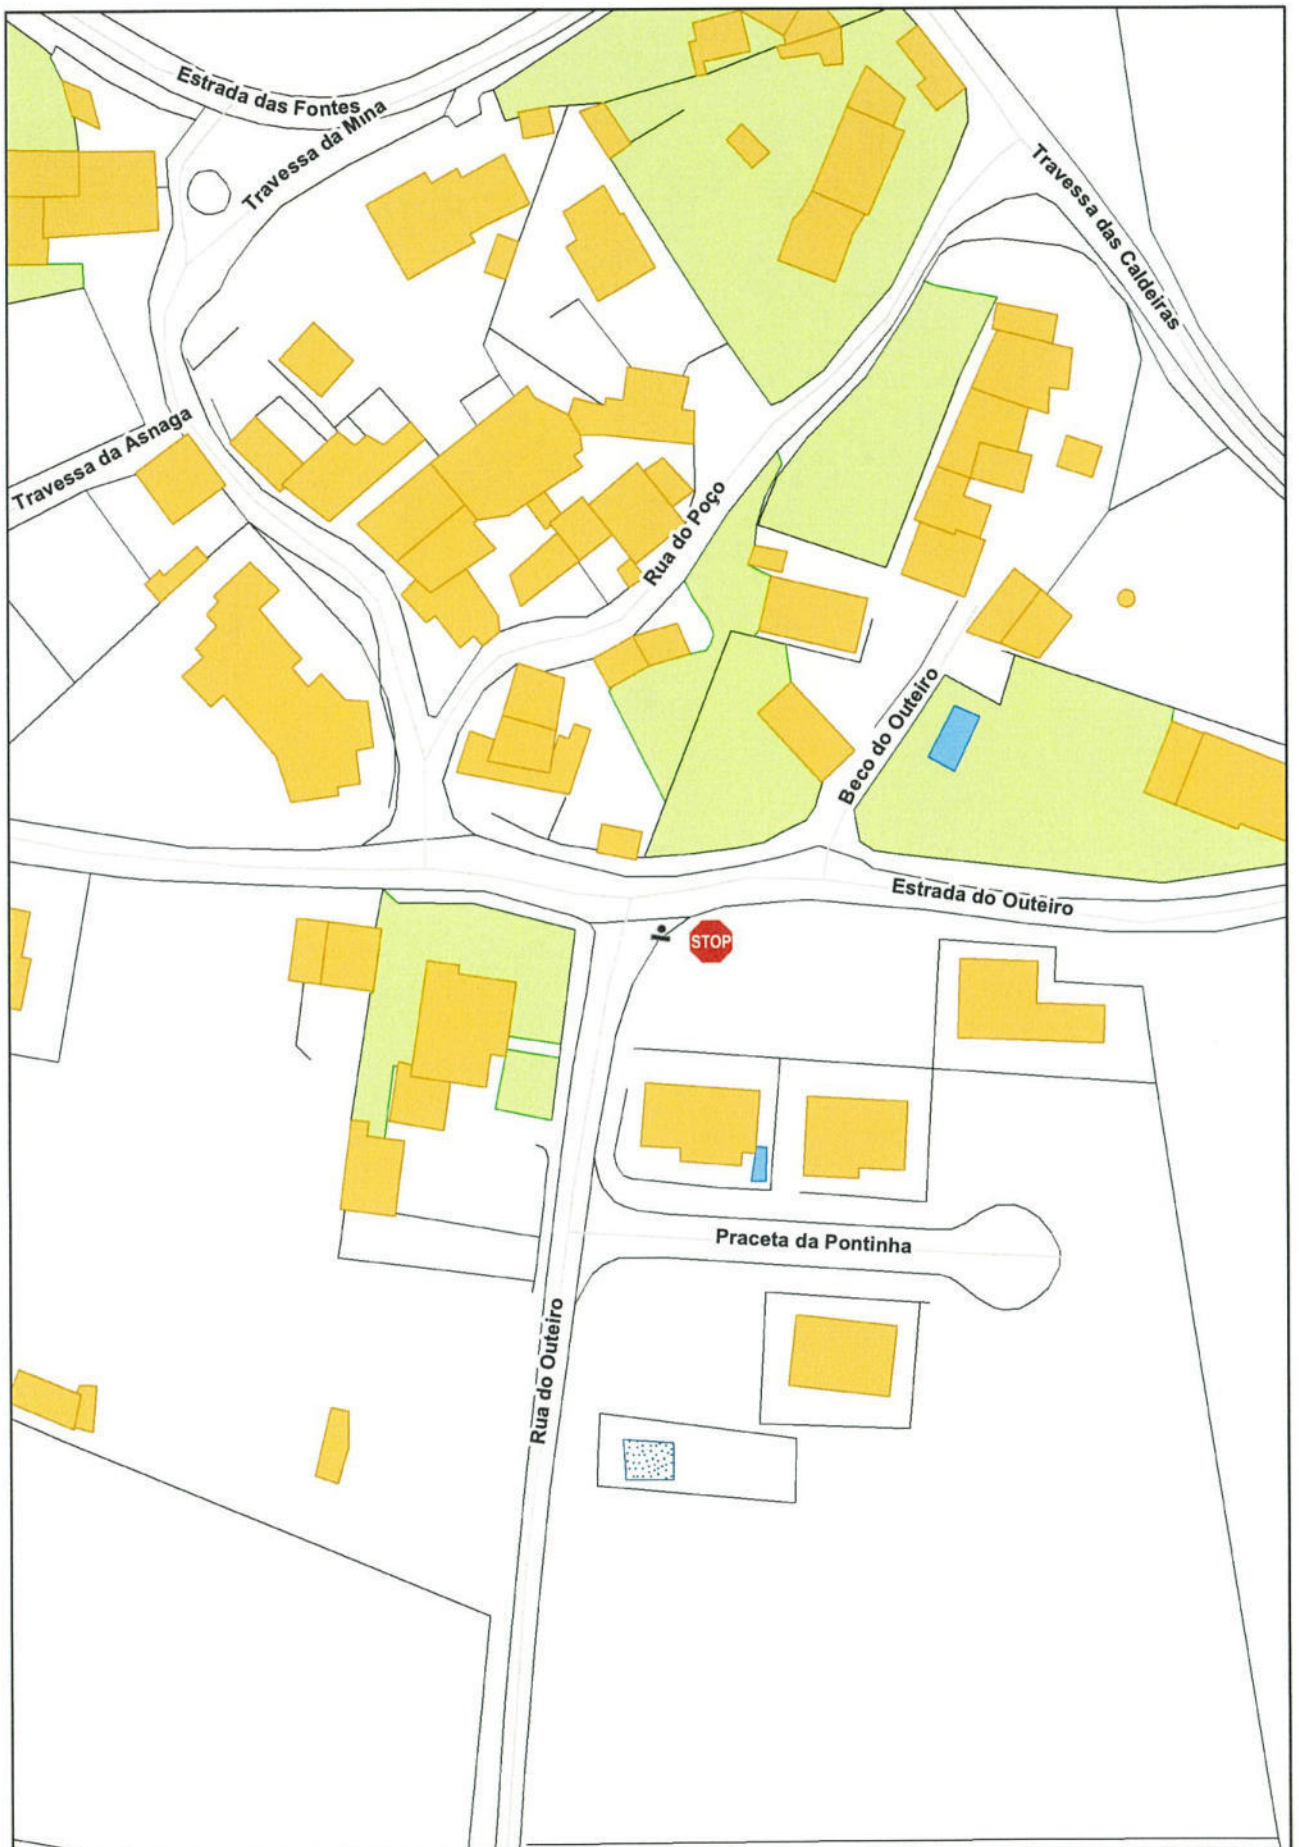 Estrada das Fontes
Travessa da Mina
Travessa das Caldeiras
Travessa da Asnaga
Rua do Poço
Beco do Outeiro
Estrada do Outeiro
STOP
Praceta da Pontinha
Rua do Outeiro